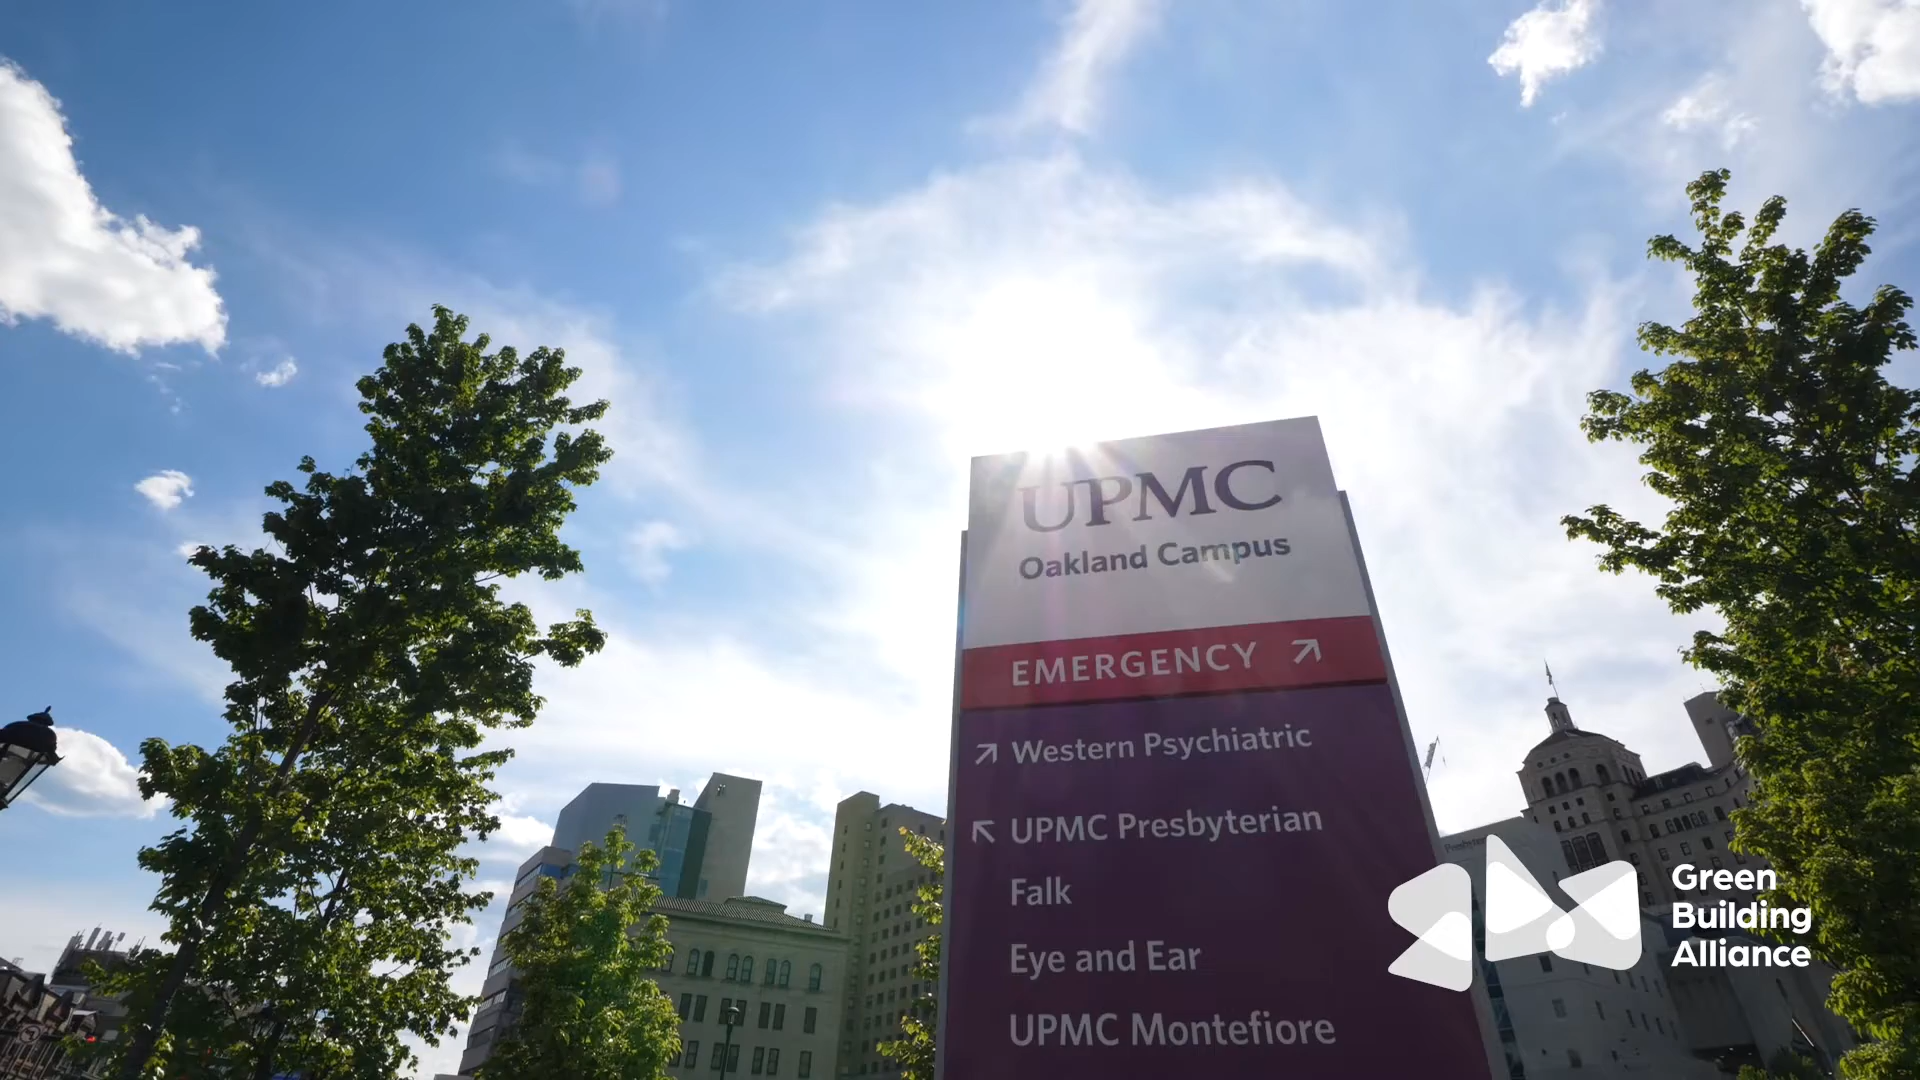 UPMC
Oakland Campus
EMERGENCY
Western Psychiatric
UPMC Presbyterian
Falk
Eye and Ear
UPMC Montefiore
Green
Building
Alliance